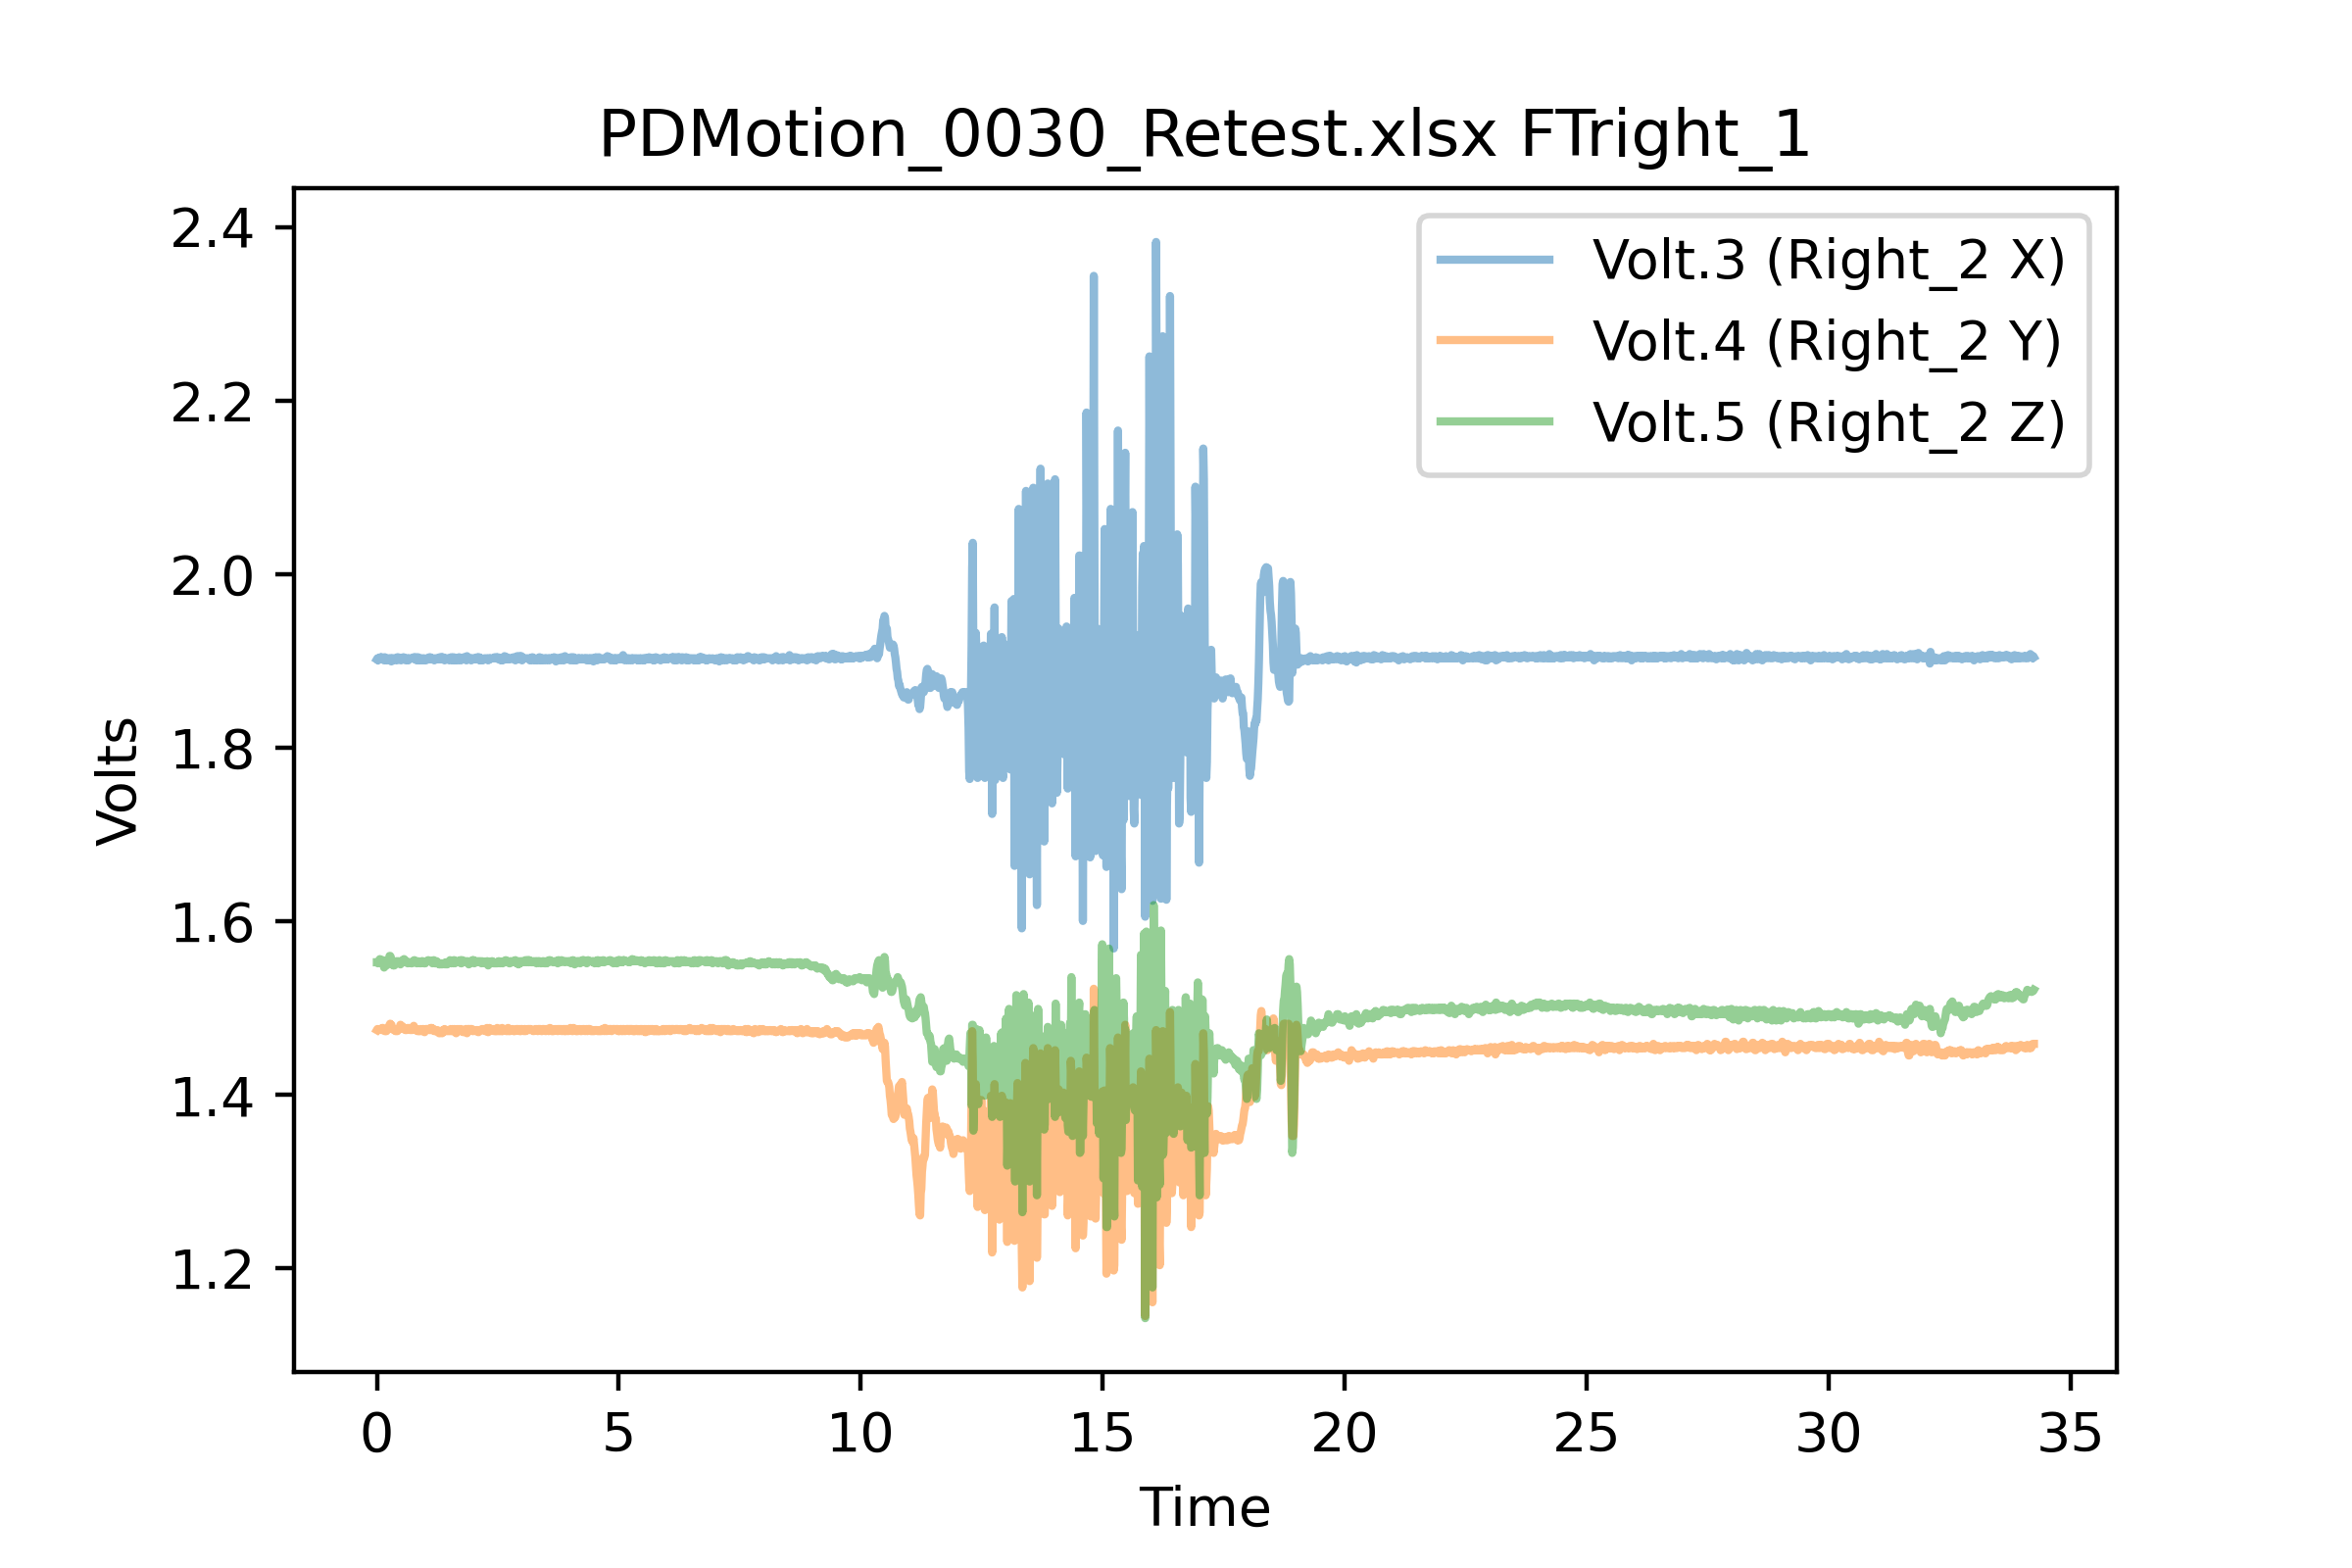 PDMotion_0030_Retest.xlsx FTright_1
Volt.3 (Right_2 X)
Volt.4 (Right_2 Y)
Volt.5 (Right_2 Z)
2.4
2.2
2.0
1.8
1.6
1.4
1.2
Volts
0 5 10 15 20 25 30 35
Time